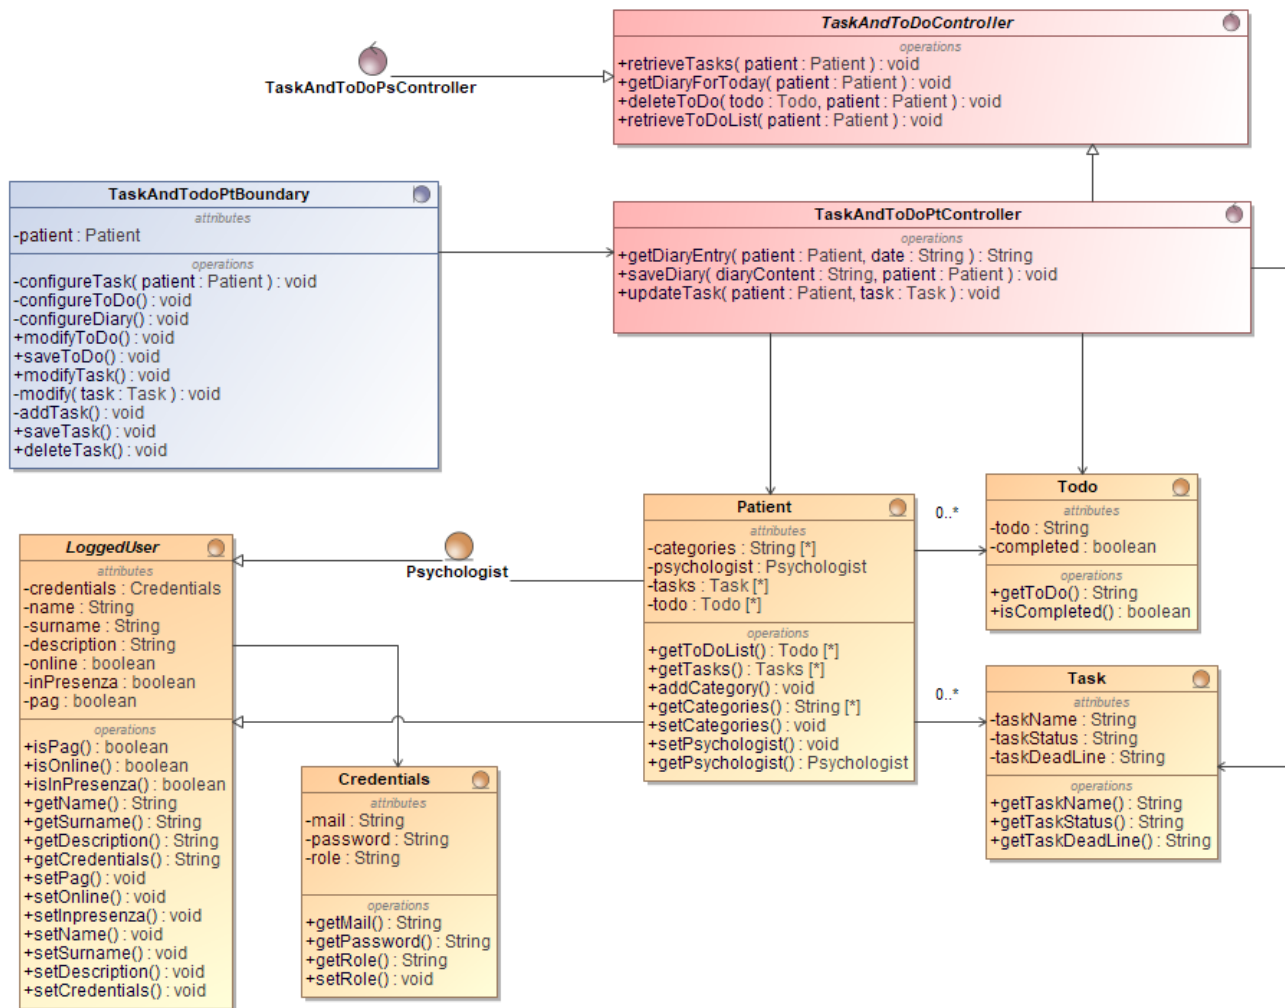 TaskAndToDoController
operations
+retrieveTasks( patient : Patient ) : void
+getDiaryForToday( patient : Patient ) : void
+deleteToDo( todo : Todo, patient : Patient ) : void
+retrieveToDoList( patient : Patient ) : void
TaskAndToDoPsController
TaskAndTodoPtBoundary
attributes
-patient : Patient
operations
-configureTask( patient : Patient ) : void
-configureToDo() : void
-configureDiary() : void
+modifyToDo() : void
+saveToDo() : void
+modifyTask() : void
-modify( task : Task ) : void
-addTask() : void
+saveTask() : void
+deleteTask() : void
TaskAndToDoPtController
operations
+getDiaryEntry( patient : Patient, date : String ) : String
+saveDiary( diaryContent : String, patient : Patient ) : void
+updateTask( patient : Patient, task : Task ) : void
LoggedUser
attributes
-credentials : Credentials
-name : String
-surname : String
-description : String
-online : boolean
-inPresenza : boolean
-pag : boolean
operations
+isPag() : boolean
+isOnline() : boolean
+isInPresenza() : boolean
+getName() : String
+getSurname() : String
+getDescription() : String
+getCredentials() : String
+setPag() : void
+setOnline() : void
+setInpresenza() : void
+setName() : void
+setSurname() : void
+setDescription() : void
+setCredentials() : void
Psychologist
Credentials
attributes
-mail : String
-password : String
-role : String
operations
+getMail() : String
+getPassword() : String
+getRole() : String
+setRole() : void
Patient
attributes
-categories : String [*]
-psychologist : Psychologist
-tasks : Task [*]
-todo : Todo [*]
operations
+getToDoList() : Todo [*]
+getTasks() : Tasks [*]
+addCategory() : void
+getCategories() : String [*]
+setCategories() : void
+setPsychologist() : void
+getPsychologist() : Psychologist
0..*
0..*
Todo
attributes
-todo : String
-completed : boolean
operations
+getToDo() : String
+isCompleted() : boolean
Task
attributes
-taskName : String
-taskStatus : String
-taskDeadLine : String
operations
+getTaskName() : String
+getTaskStatus() : String
+getTaskDeadLine() : String